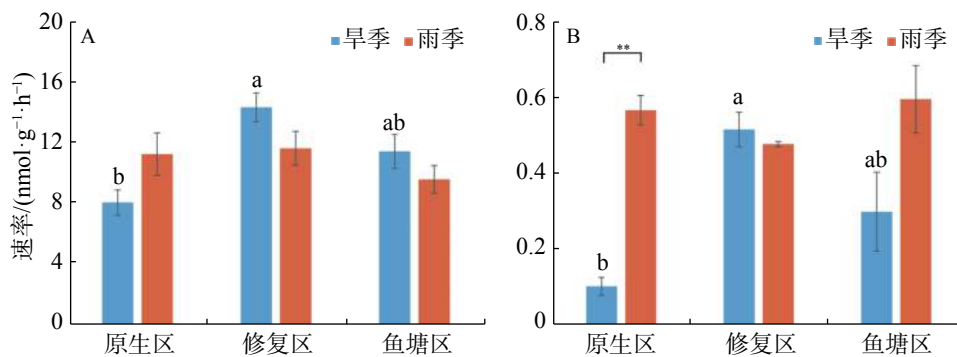 A
旱季 雨季
速率/(nmol·g⁻¹·h⁻¹)
20
16
12
8
4
0
b
a
ab
原生区 修复区 鱼塘区
B
旱季 雨季
0.8
0.6
0.4
0.2
0
**
b
a
ab
原生区 修复区 鱼塘区